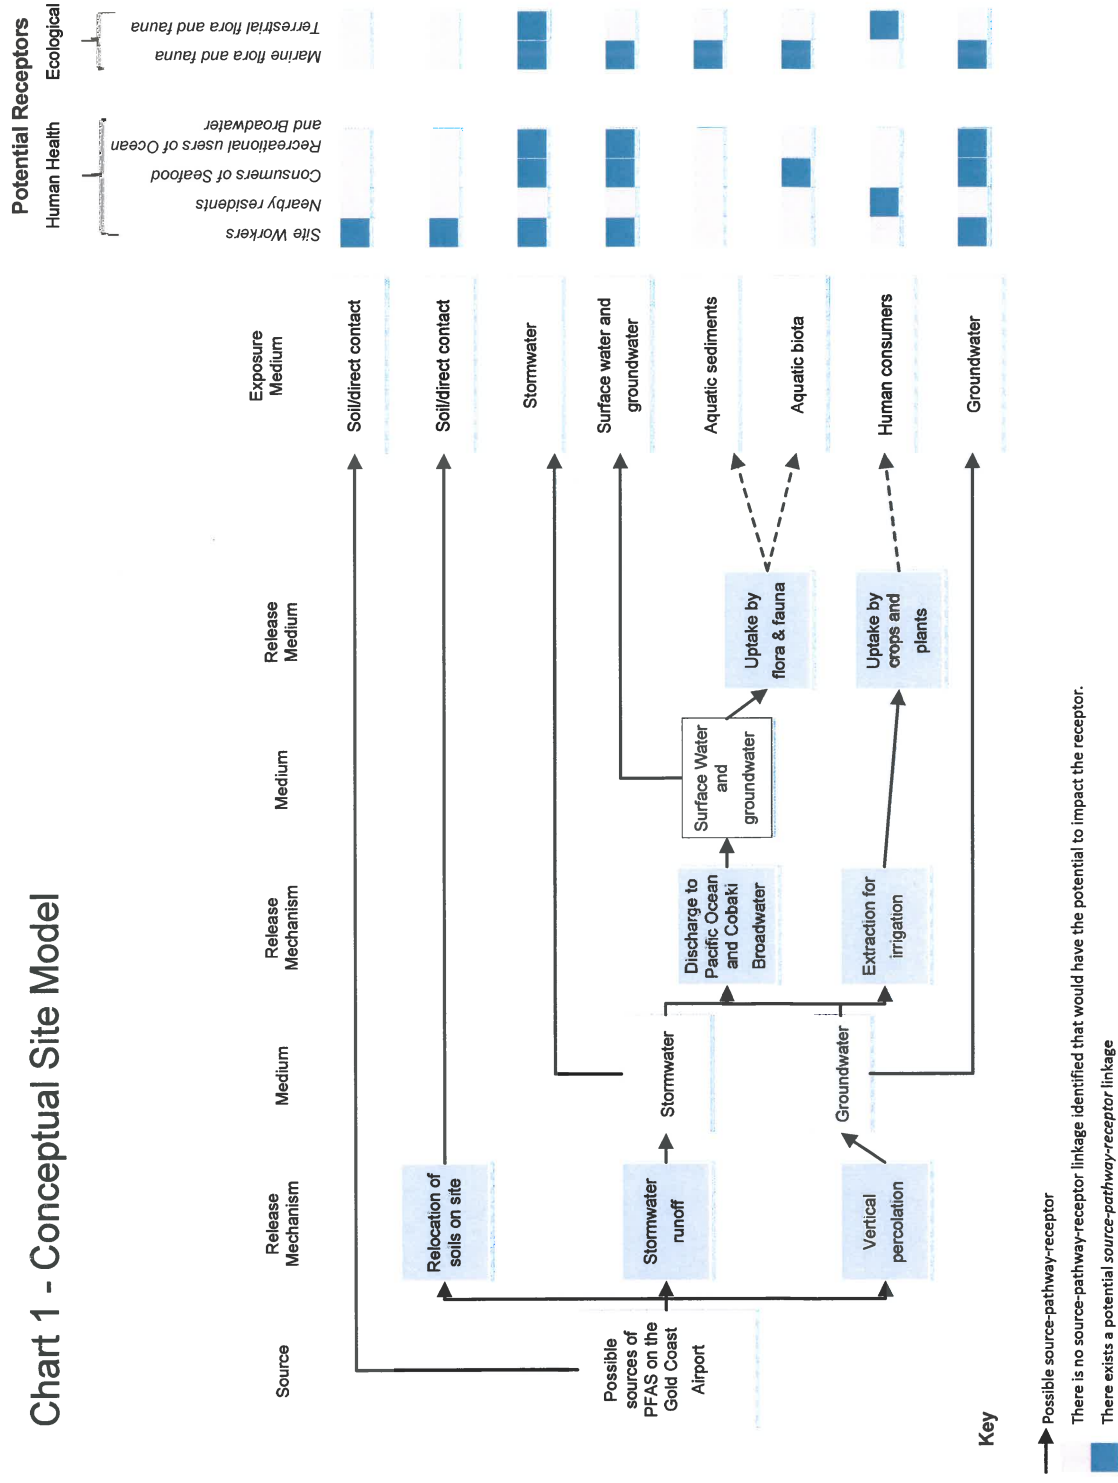 Chart 1 - Conceptual Site Model
Potential Receptors
Human Health
Ecological
Source
Release
Mechanism
Medium
Release
Mechanism
Medium
Release
Medium
Exposure
Medium
Site Workers
Nearby residents
Consumers of Seafood
Recreational users of Ocean
and Broadwater
Marine flora and fauna
Terrestrial flora and fauna
Soil/direct contact
Relocation of
soils on site
Soil/direct contact
Stormwater
Possible
sources of
PFAS on the
Gold Coast
Airport
Stormwater
runoff
Stormwater
Surface water and
groundwater
Discharge to
Pacific Ocean
and Cobaki
Broadwater
Surface Water
and
groundwater
Uptake by
flora & fauna
Aquatic sediments
Aquatic biota
Vertical
percolation
Groundwater
Extraction for
irrigation
Uptake by
crops and
plants
Human consumers
Groundwater
Key
Possible source-pathway-receptor
There is no source-pathway-receptor linkage identified that would have the potential to impact the receptor.
There exists a potential source-pathway-receptor linkage